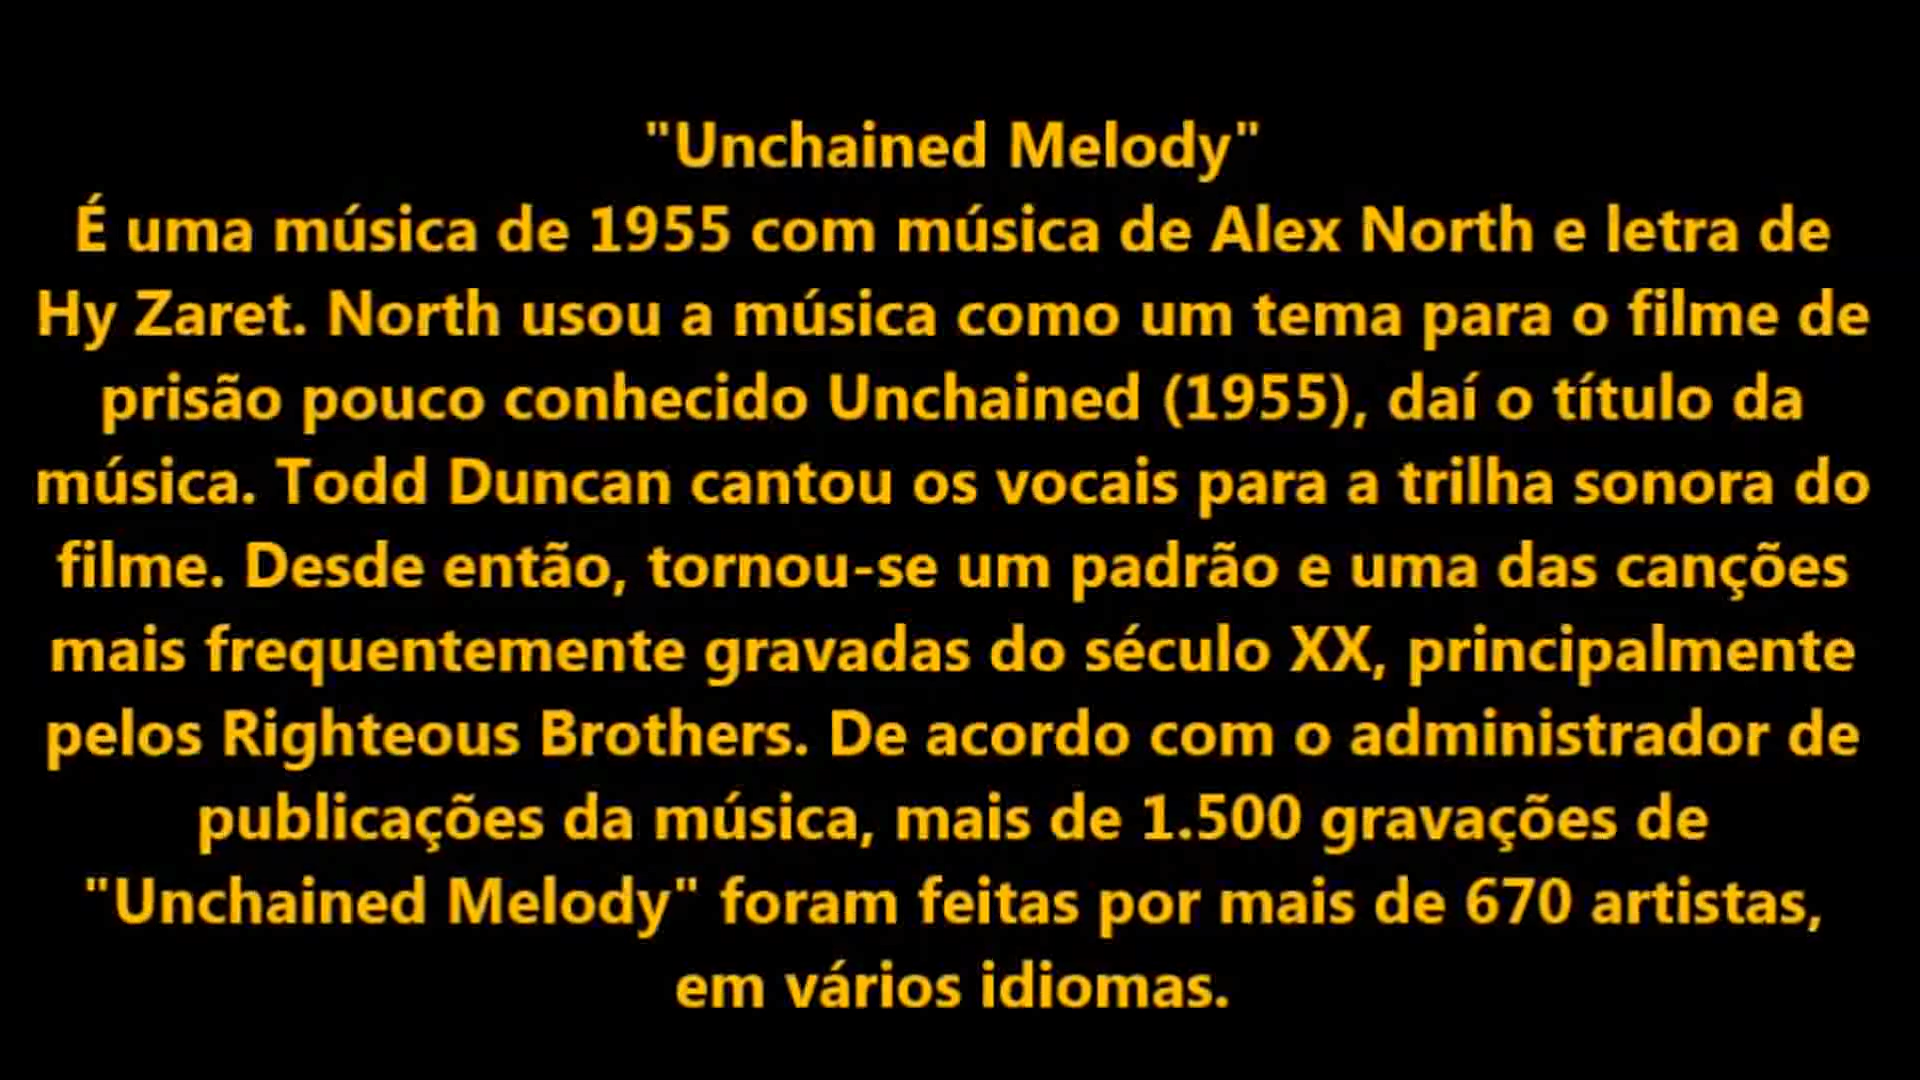 "Unchained Melody"
É uma música de 1955 com música de Alex North e letra de
Hy Zaret. North usou a música como um tema para o filme de
prisão pouco conhecido Unchained (1955), daí o título da
música. Todd Duncan cantou os vocais para a trilha sonora do
filme. Desde então, tornou-se um padrão e uma das canções
mais frequentemente gravadas do século XX, principalmente
pelos Righteous Brothers. De acordo com o administrador de
publicações da música, mais de 1.500 gravações de
"Unchained Melody" foram feitas por mais de 670 artistas,
em vários idiomas.